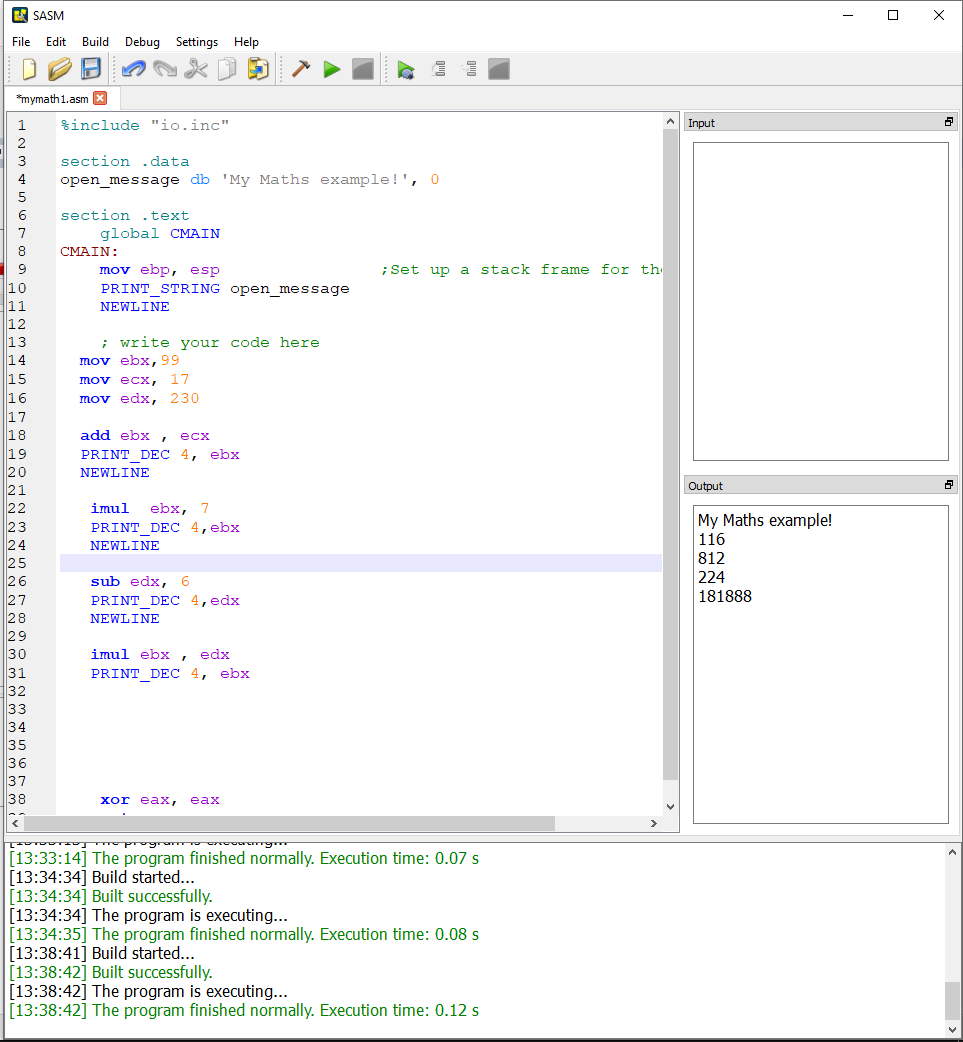 SASM
File Edit Build Debug Settings Help
*mymath1.asm
1 %include "io.inc"
2
3 section .data
4 open_message db 'My Maths example!', 0
5
6 section .text
7 global CMAIN
8 CMAIN:
9 mov ebp, esp ;Set up a stack frame for the
10 PRINT_STRING open_message
11 NEWLINE
12
13 ; write your code here
14 mov ebx,99
15 mov ecx, 17
16 mov edx, 230
17
18 add ebx , ecx
19 PRINT_DEC 4, ebx
20 NEWLINE
21
22 imul ebx, 7
23 PRINT_DEC 4,ebx
24 NEWLINE
25
26 sub edx, 6
27 PRINT_DEC 4,edx
28 NEWLINE
29
30 imul ebx , edx
31 PRINT_DEC 4, ebx
32
33
34
35
36
37
38 xor eax, eax
Input
Output
My Maths example!
116
812
224
181888
[13:33:13] The program is executing...
[13:33:14] The program finished normally. Execution time: 0.07 s
[13:34:34] Build started...
[13:34:34] Built successfully.
[13:34:34] The program is executing...
[13:34:35] The program finished normally. Execution time: 0.08 s
[13:38:41] Build started...
[13:38:42] Built successfully.
[13:38:42] The program is executing...
[13:38:42] The program finished normally. Execution time: 0.12 s